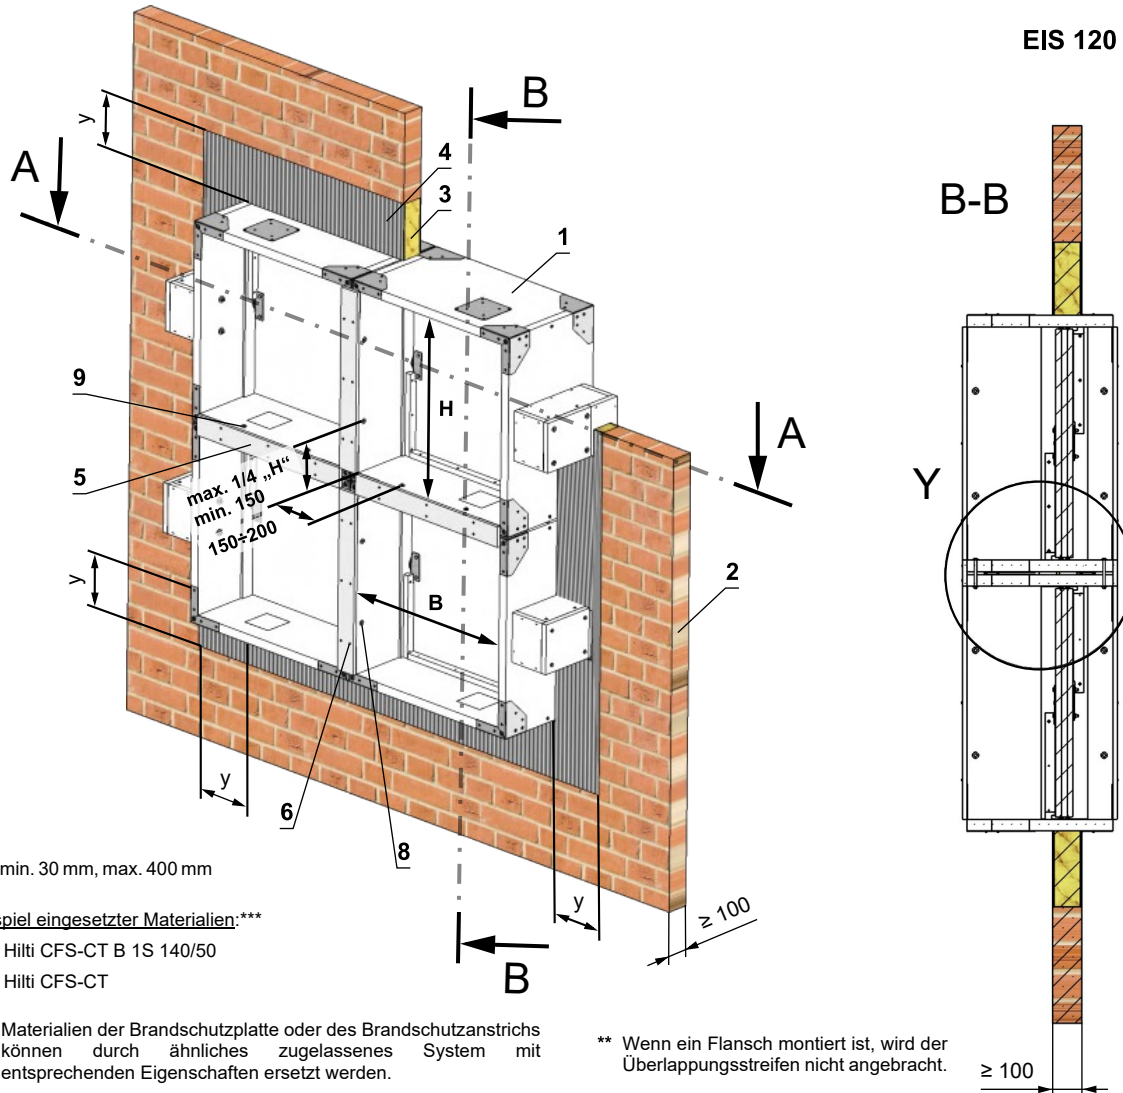 EIS 120
B
y
A
4
3
B-B
1
9
H
A
5
max. 1/4 „H“
min. 150
150÷200
Y
y
2
B
y
6
8
y
≥ 100
min. 30 mm, max. 400 mm
spiel eingesetzter Materialien:***
Hilti CFS-CT B 1S 140/50
Hilti CFS-CT
B
Materialien der Brandschutzplatte oder des Brandschutzanstrichs
können durch ähnliches zugelassenes System mit
entsprechenden Eigenschaften ersetzt werden.
** Wenn ein Flansch montiert ist, wird der
Überlappungsstreifen nicht angebracht.
≥ 100